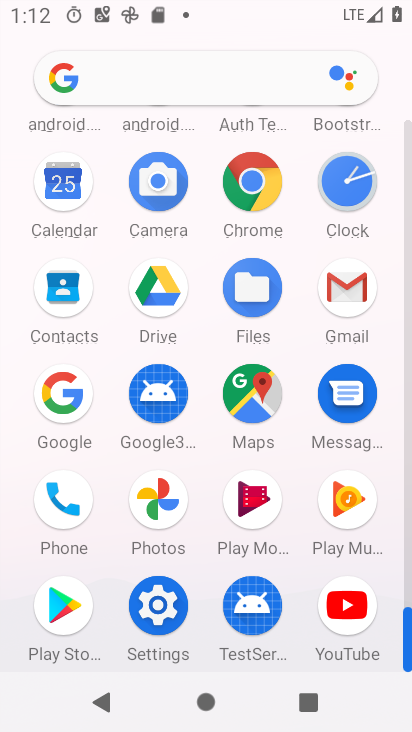 1:12 LTE
android.... android.... Auth Te... Bootstr...
Calendar Camera Chrome Clock
Contacts Drive Files Gmail
Google Google3... Maps Messag...
Phone Photos Play Mo... Play Mu...
Play Sto... Settings TestSer... YouTube